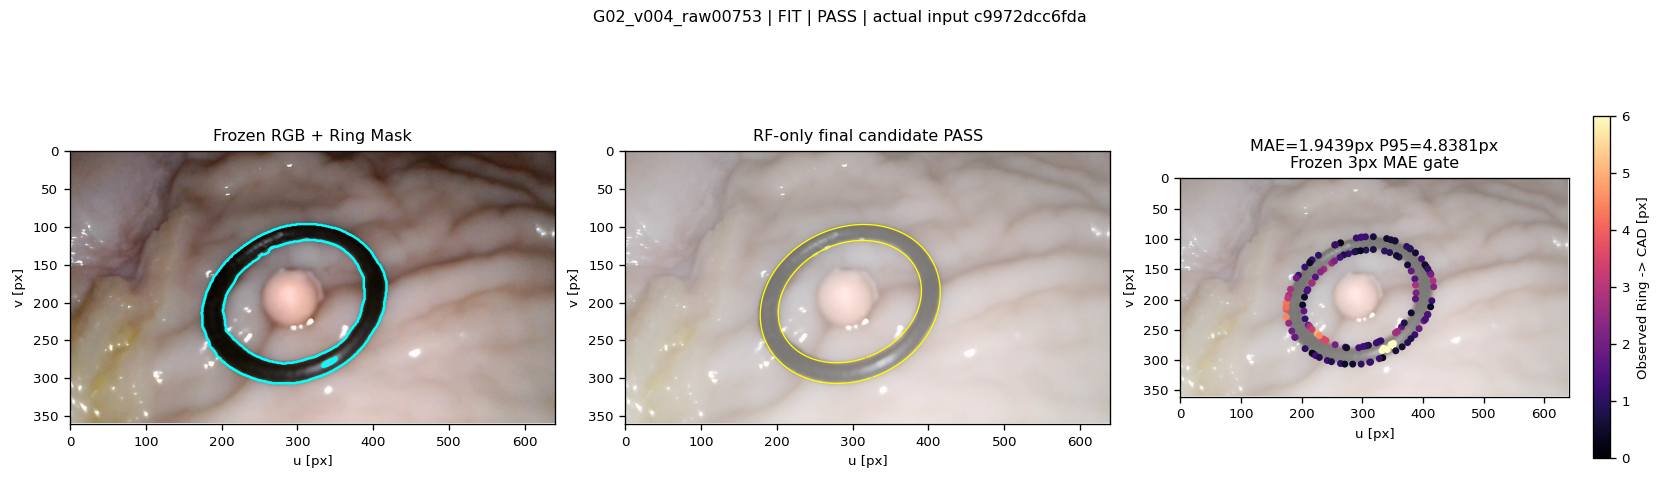 G02_v004_raw00753 | FIT | PASS | actual input c9972dcc6fda
Frozen RGB + Ring Mask
0
50
100
150
200
250
300
350
v [px]
0 100 200 300 400 500 600
u [px]
RF-only final candidate PASS
0
50
100
150
200
250
300
350
v [px]
0 100 200 300 400 500 600
u [px]
MAE=1.9439px P95=4.8381px
Frozen 3px MAE gate
0
50
100
150
200
250
300
350
v [px]
0 100 200 300 400 500 600
u [px]
6
5
4
3
2
1
0
Observed Ring -> CAD [px]